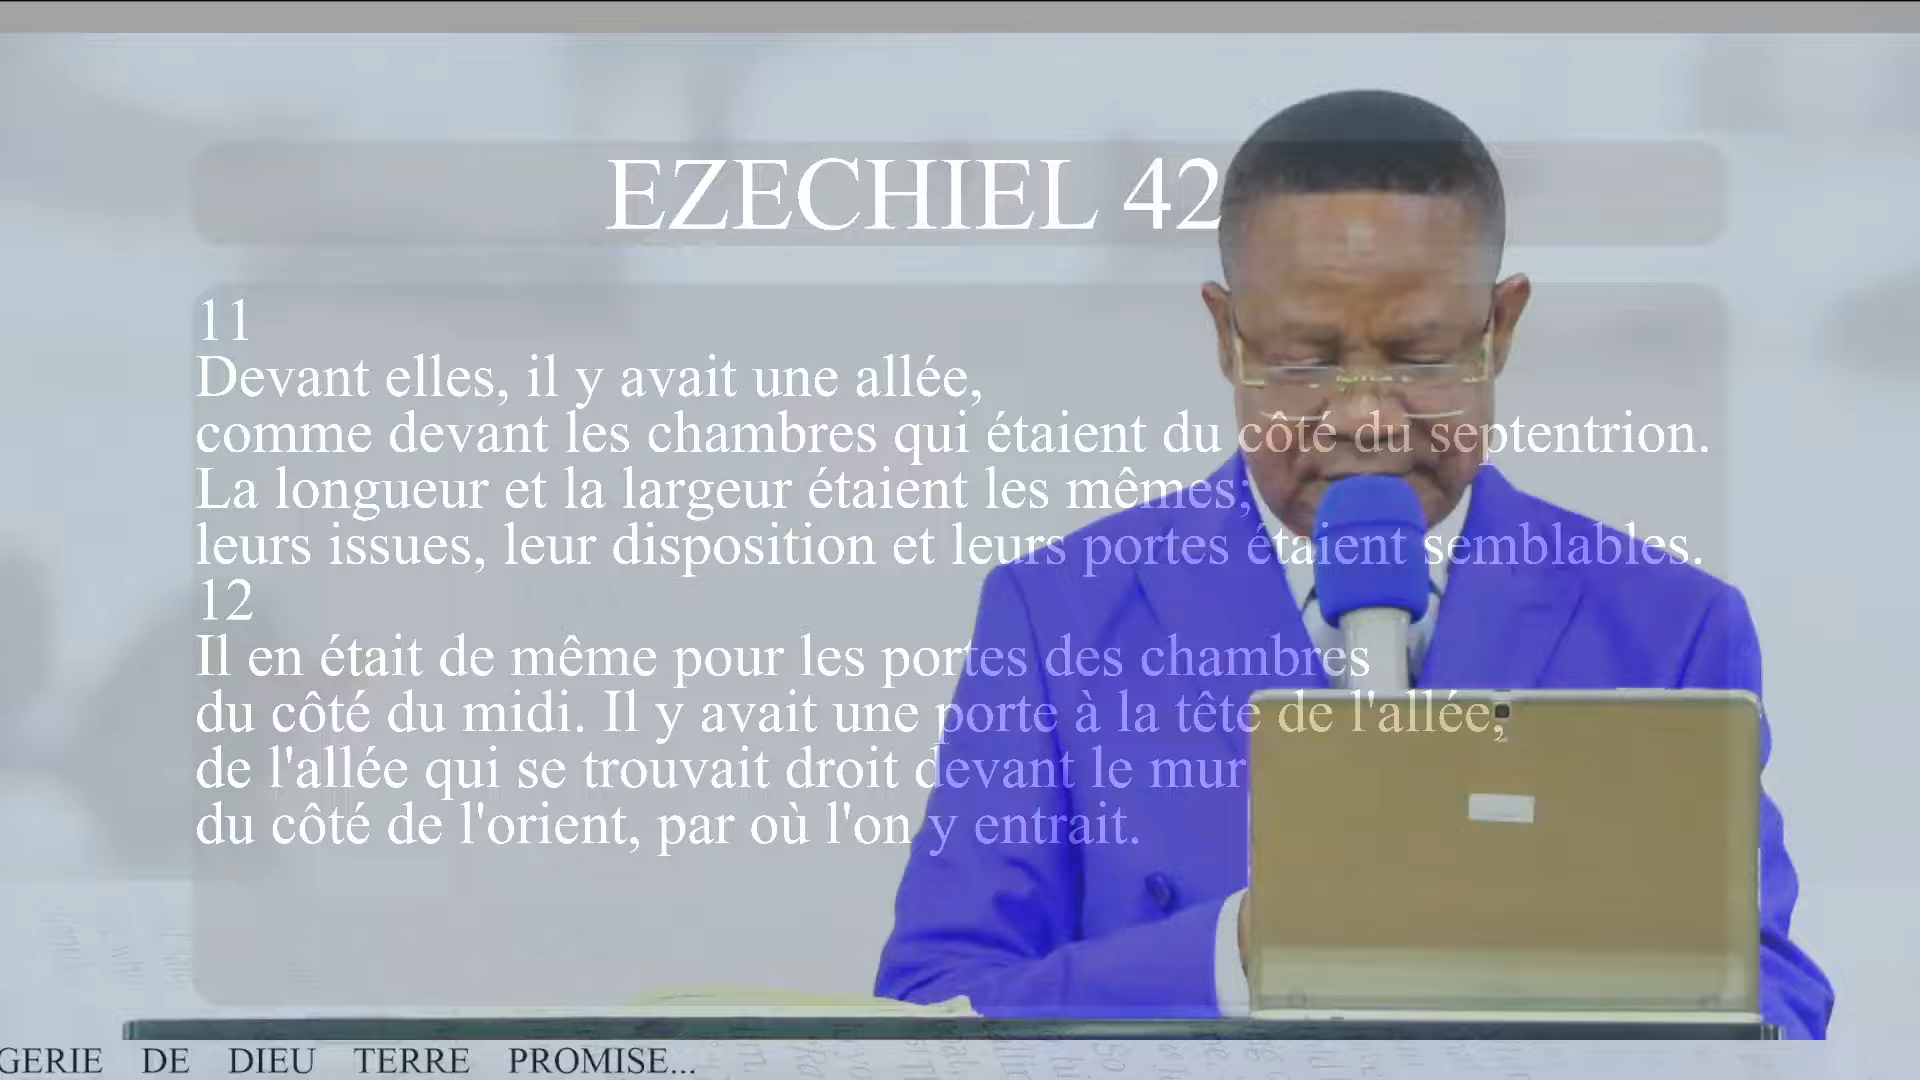 EZECHIEL 42
11
Devant elles, il y avait une allée,
comme devant les chambres qui étaient du côté du septentrion.
La longueur et la largeur étaient les mêmes;
leurs issues, leur disposition et leurs portes étaient semblables.
12
Il en était de même pour les portes des chambres
du côté du midi. Il y avait une porte à la tête de l'allée,
de l'allée qui se trouvait droit devant le mur
du côté de l'orient, par où l'on y entrait.
GERIE DE DIEU TERRE PROMISE...